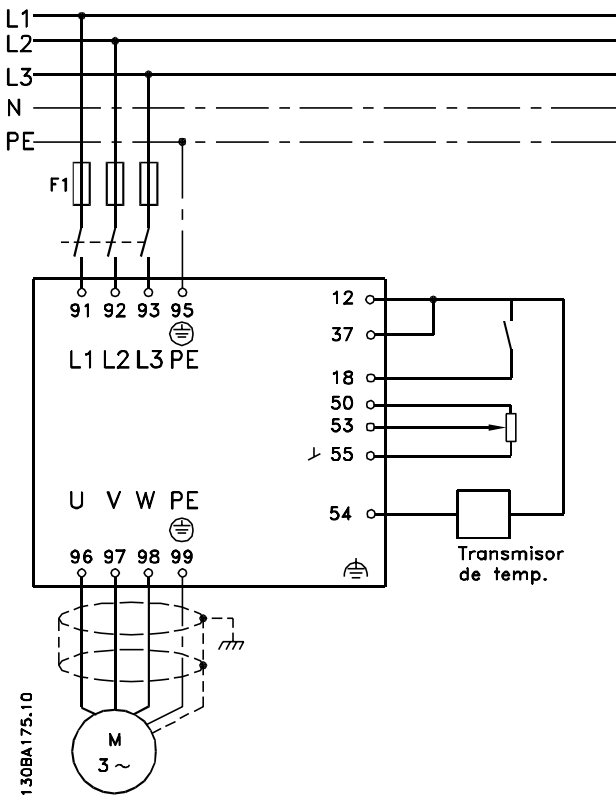 L1
L2
L3
N
PE
F1
91 92 93 95
L1 L2 L3 PE
12
37
18
50
53
55
54
U V W PE
96 97 98 99
Transmisor
de temp.
M
3 ~
130BA175.10